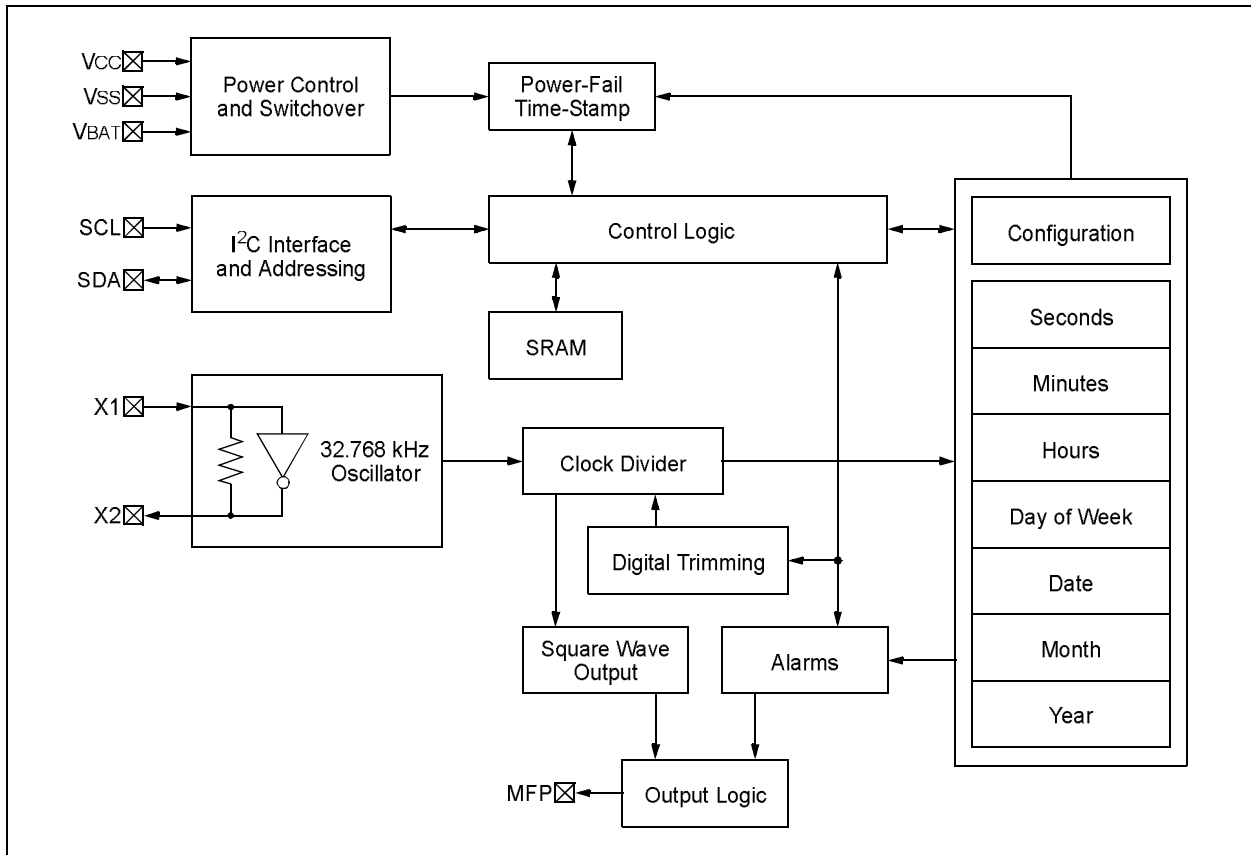 VCC
VSS
VBAT
Power Control
and Switchover
Power-Fail
Time-Stamp
SCL
SDA
I2C Interface
and Addressing
Control Logic
SRAM
Configuration
Seconds
Minutes
Hours
Day of Week
Date
Month
Year
X1
X2
32.768 kHz
Oscillator
Clock Divider
Digital Trimming
Square Wave
Output
Alarms
MFP
Output Logic